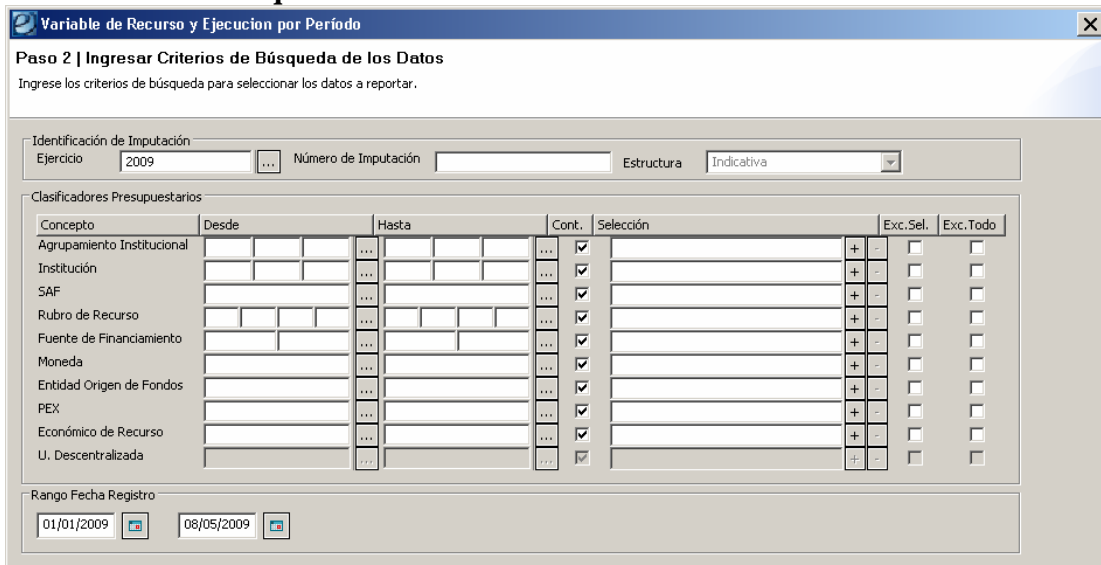 Variable de Recurso y Ejecucion por Período
Paso 2 | Ingresar Criterios de Búsqueda de los Datos
Ingrese los criterios de búsqueda para seleccionar los datos a reportar.
Identificación de Imputación
Ejercicio 2009 ... Número de Imputación Estructura Indicativa
Clasificadores Presupuestarios
Concepto Desde Hasta Cont. Selección Exc.Sel. Exc.Todo
Agrupamiento Institucional ... ... + -
Institución ... ... + -
SAF ... ... + -
Rubro de Recurso ... ... + -
Fuente de Financiamiento ... ... + -
Moneda ... ... + -
Entidad Origen de Fondos ... ... + -
PEX ... ... + -
Económico de Recurso ... ... + -
U. Descentralizada ... ... + -
Rango Fecha Registro
01/01/2009 08/05/2009